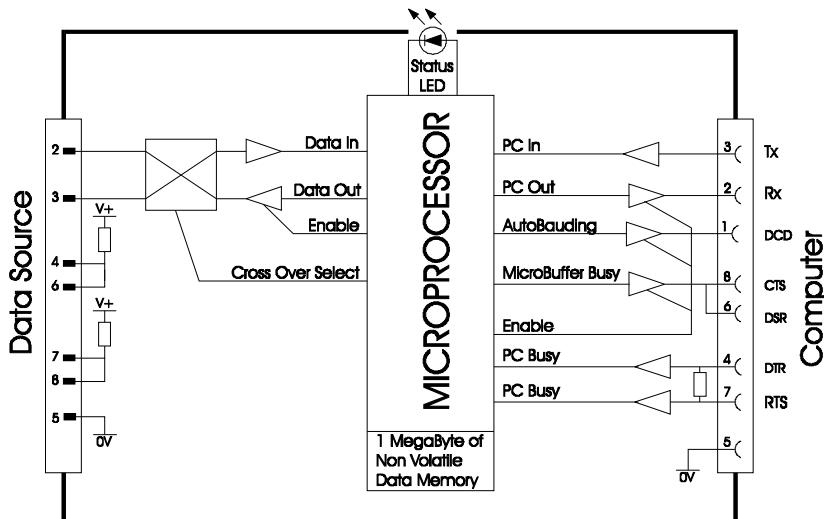 Status
LED
Data Source
2
3
V+
4
6
V+
7
8
5
0V
Data In
Data Out
Enable
Cross Over Select
MICROPROCESSOR
1 MegaByte of
Non Volatile
Data Memory
PC In
PC Out
AutoBauding
MicroBuffer Busy
Enable
PC Busy
PC Busy
3 Tx
2 Rx
1 DCD
8 CTS
6 DSR
4 DTR
7 RTS
5
0V
Computer